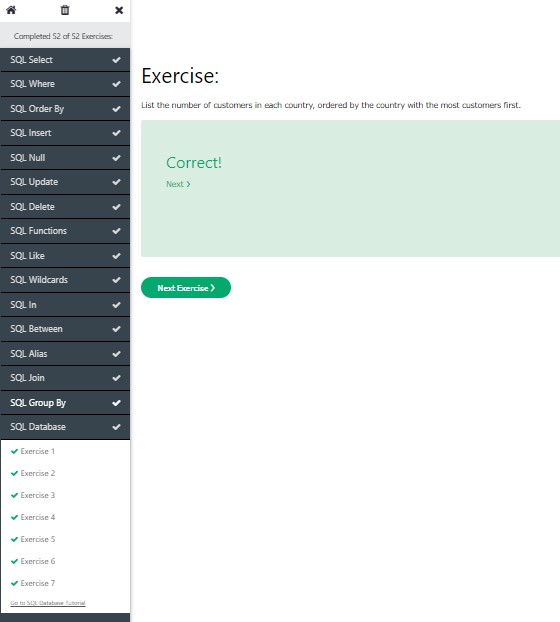 Completed 52 of 52 Exercises:
SQL Select
SQL Where
SQL Order By
SQL Insert
SQL Null
SQL Update
SQL Delete
SQL Functions
SQL Like
SQL Wildcards
SQL In
SQL Between
SQL Alias
SQL Join
SQL Group By
SQL Database
Exercise 1
Exercise 2
Exercise 3
Exercise 4
Exercise 5
Exercise 6
Exercise 7
Go to SQL Database Tutorial
Exercise:
List the number of customers in each country, ordered by the country with the most customers first.
Correct!
Next ❯
Next Exercise ❯